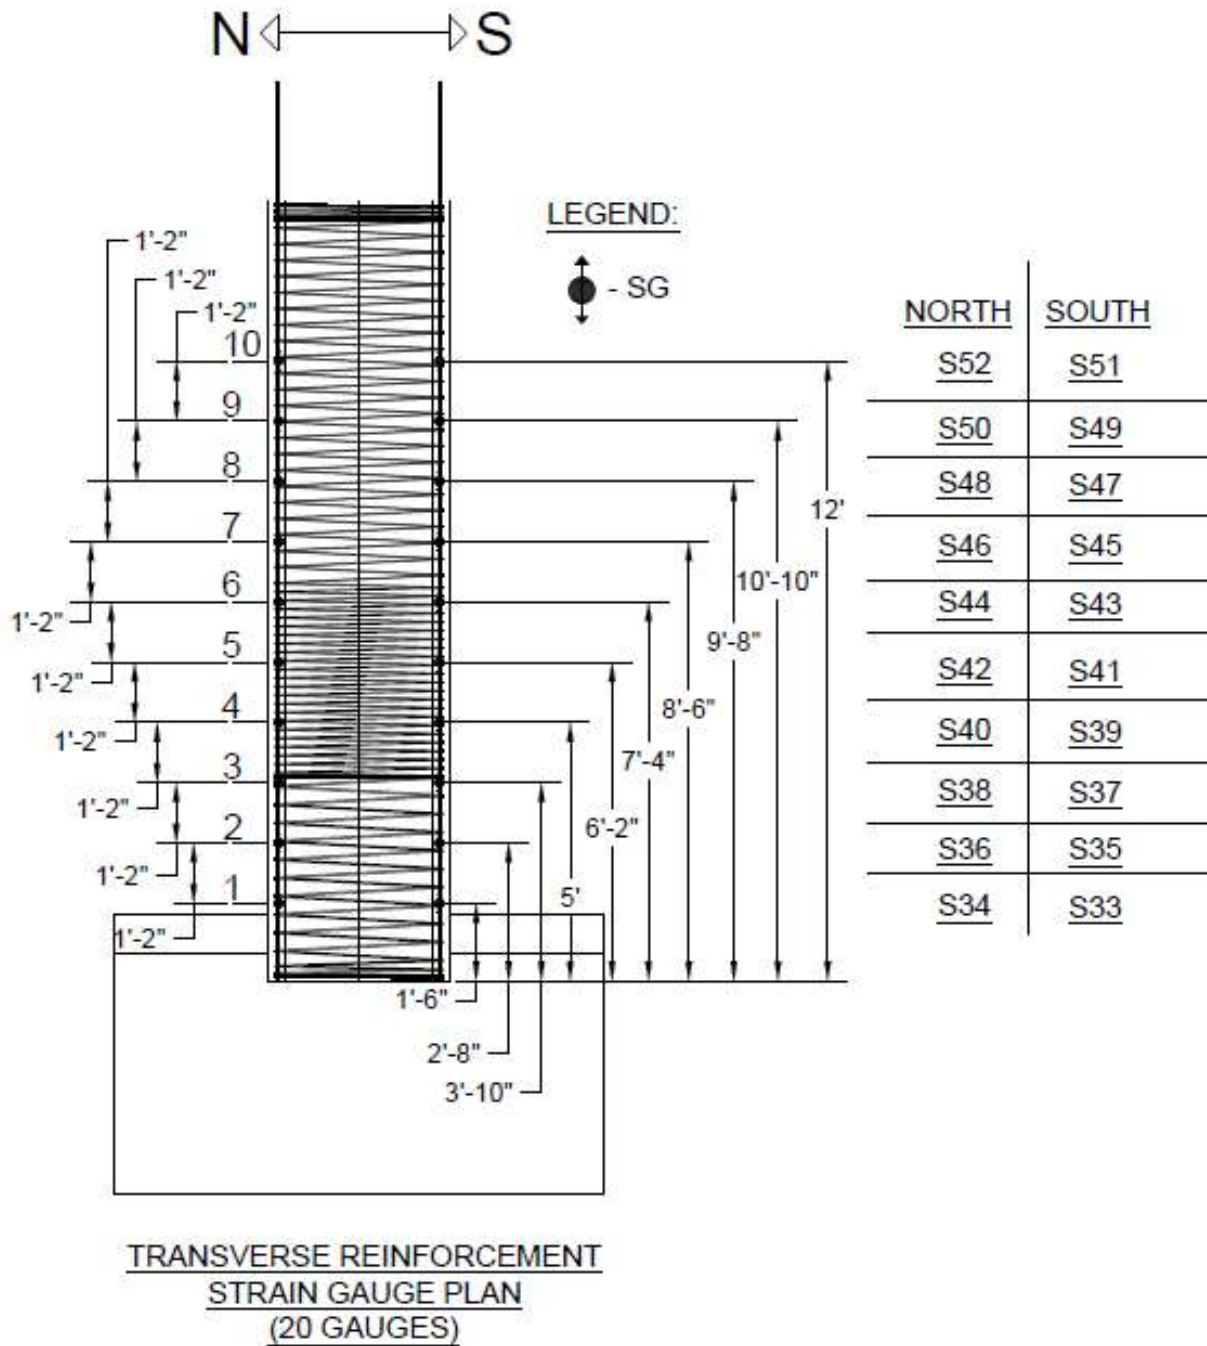 N S
LEGEND:
- SG
1'-2"
1'-2"
1'-2"
10
9
8
7
6
5
4
3
2
1
1'-2"
1'-2"
1'-2"
1'-2"
1'-2"
1'-2"
12'
10'-10"
9'-8"
8'-6"
7'-4"
6'-2"
5'
1'-6"
2'-8"
3'-10"
NORTH SOUTH
S52 S51
S50 S49
S48 S47
S46 S45
S44 S43
S42 S41
S40 S39
S38 S37
S36 S35
S34 S33
TRANSVERSE REINFORCEMENT
STRAIN GAUGE PLAN
(20 GAUGES)